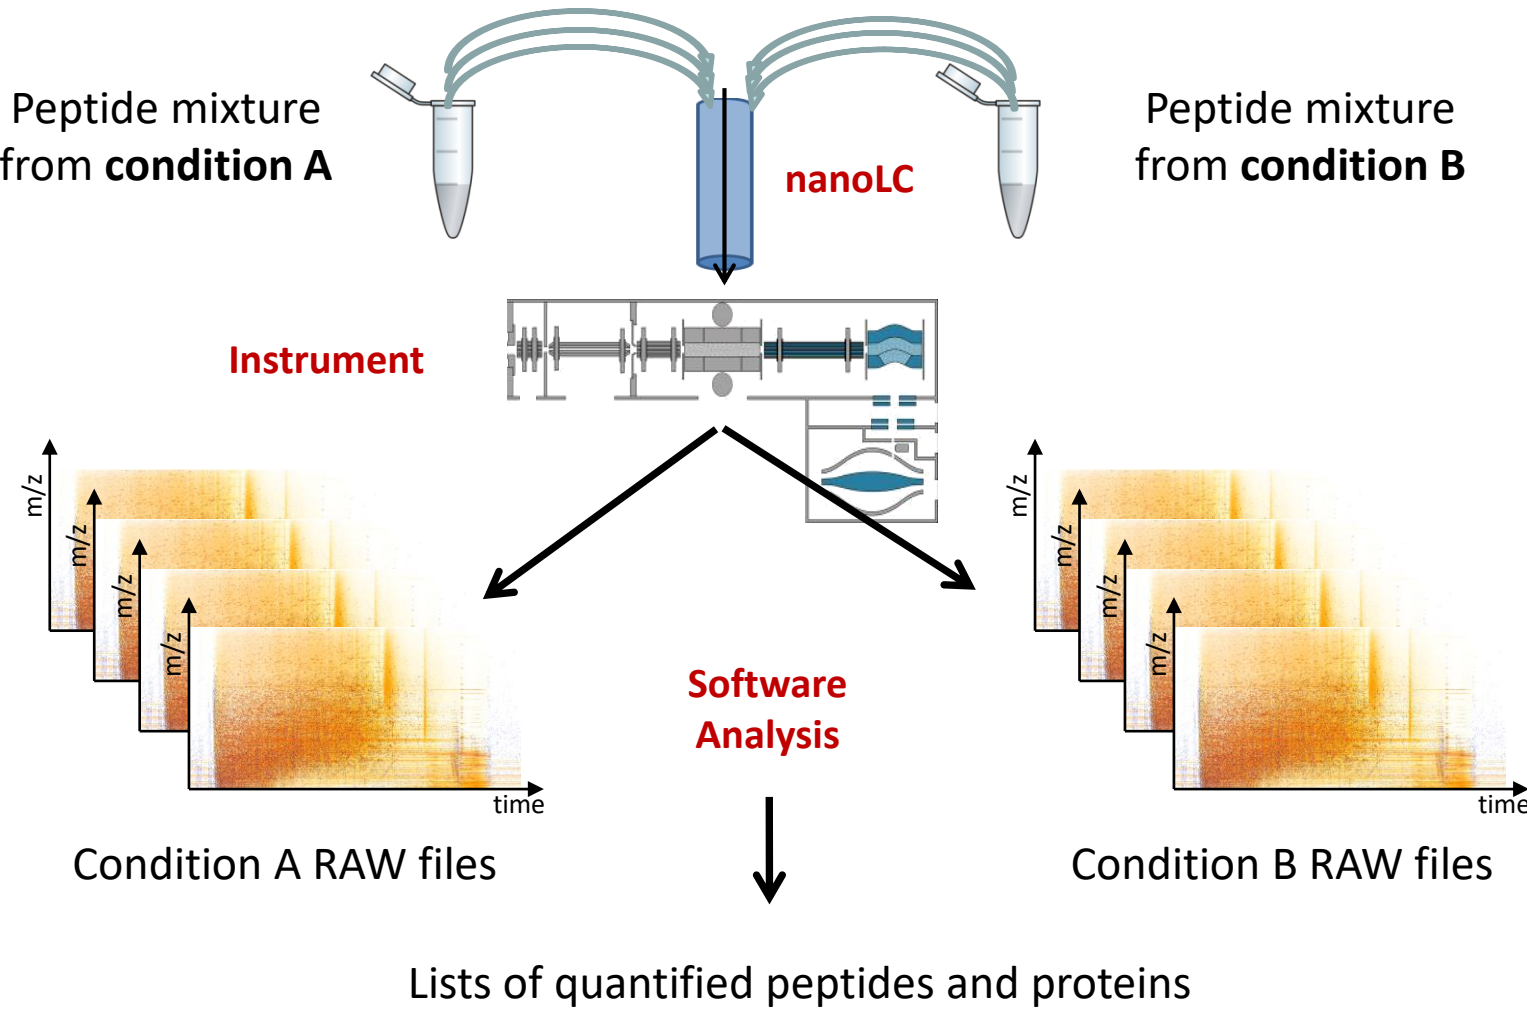 Peptide mixture
from condition A
nanoLC
Peptide mixture
from condition B
Instrument
m/z
m/z
m/z
m/z
time
m/z
m/z
m/z
m/z
time
Software
Analysis
Condition A RAW files
Condition B RAW files
Lists of quantified peptides and proteins